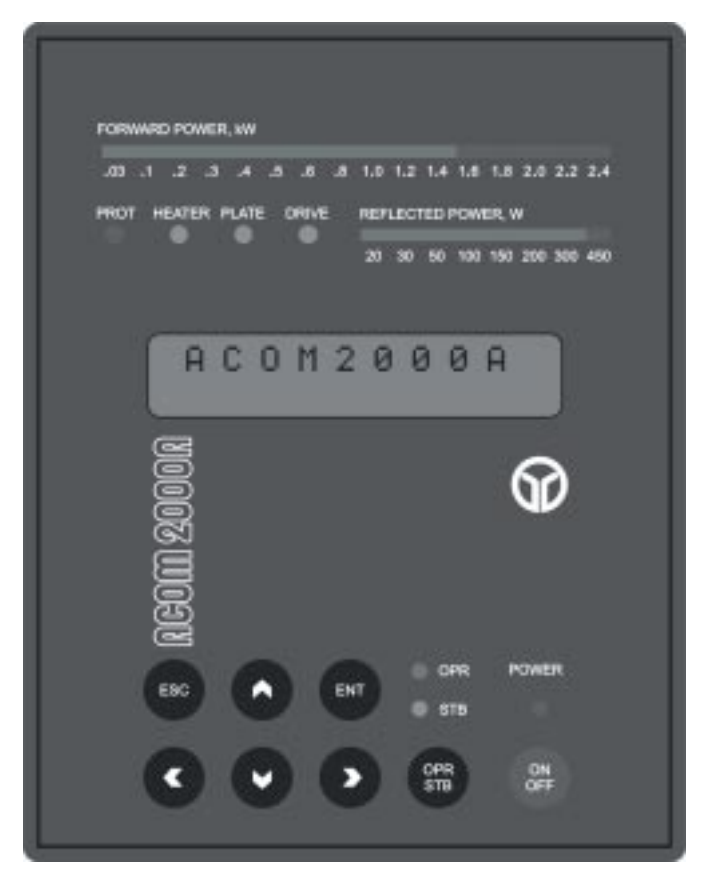 FORWARD POWER, kW
.03 .1 .2 .3 .4 .5 .6 .8 1.0 1.2 1.4 1.6 1.8 2.0 2.2 2.4
PROT HEATER PLATE DRIVE REFLECTED POWER, W
20 30 50 100 150 200 300 450
ACOM2000A
ACOM 2000A
ESC ENT OPR POWER
STB
OPR ON
STB OFF